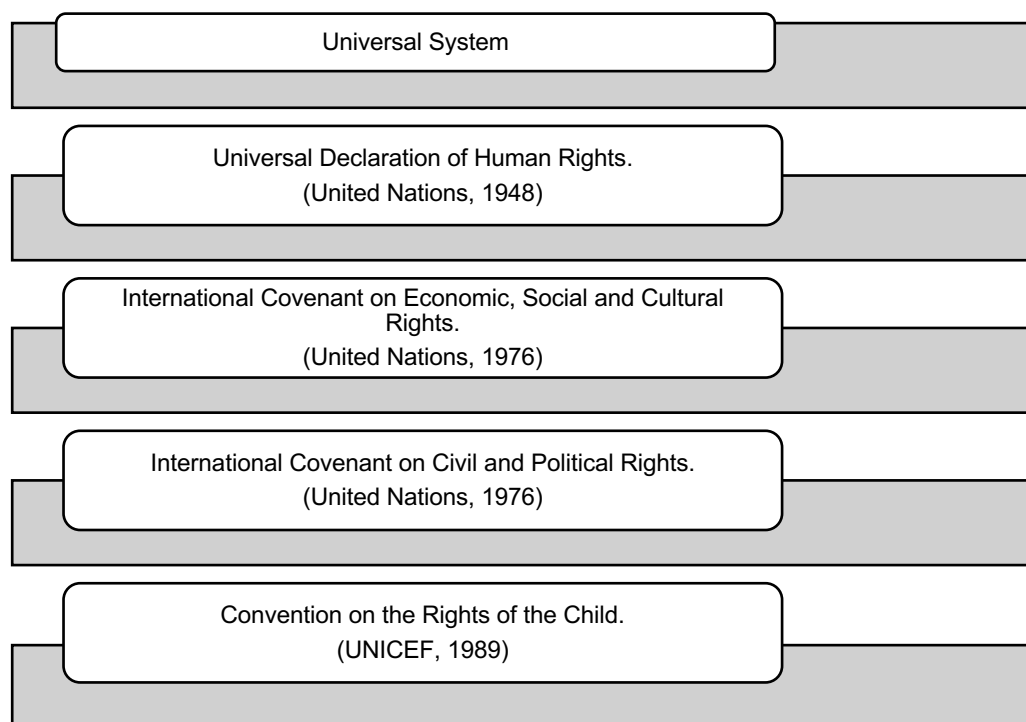 Universal System
Universal Declaration of Human Rights.
(United Nations, 1948)
International Covenant on Economic, Social and Cultural
Rights.
(United Nations, 1976)
International Covenant on Civil and Political Rights.
(United Nations, 1976)
Convention on the Rights of the Child.
(UNICEF, 1989)